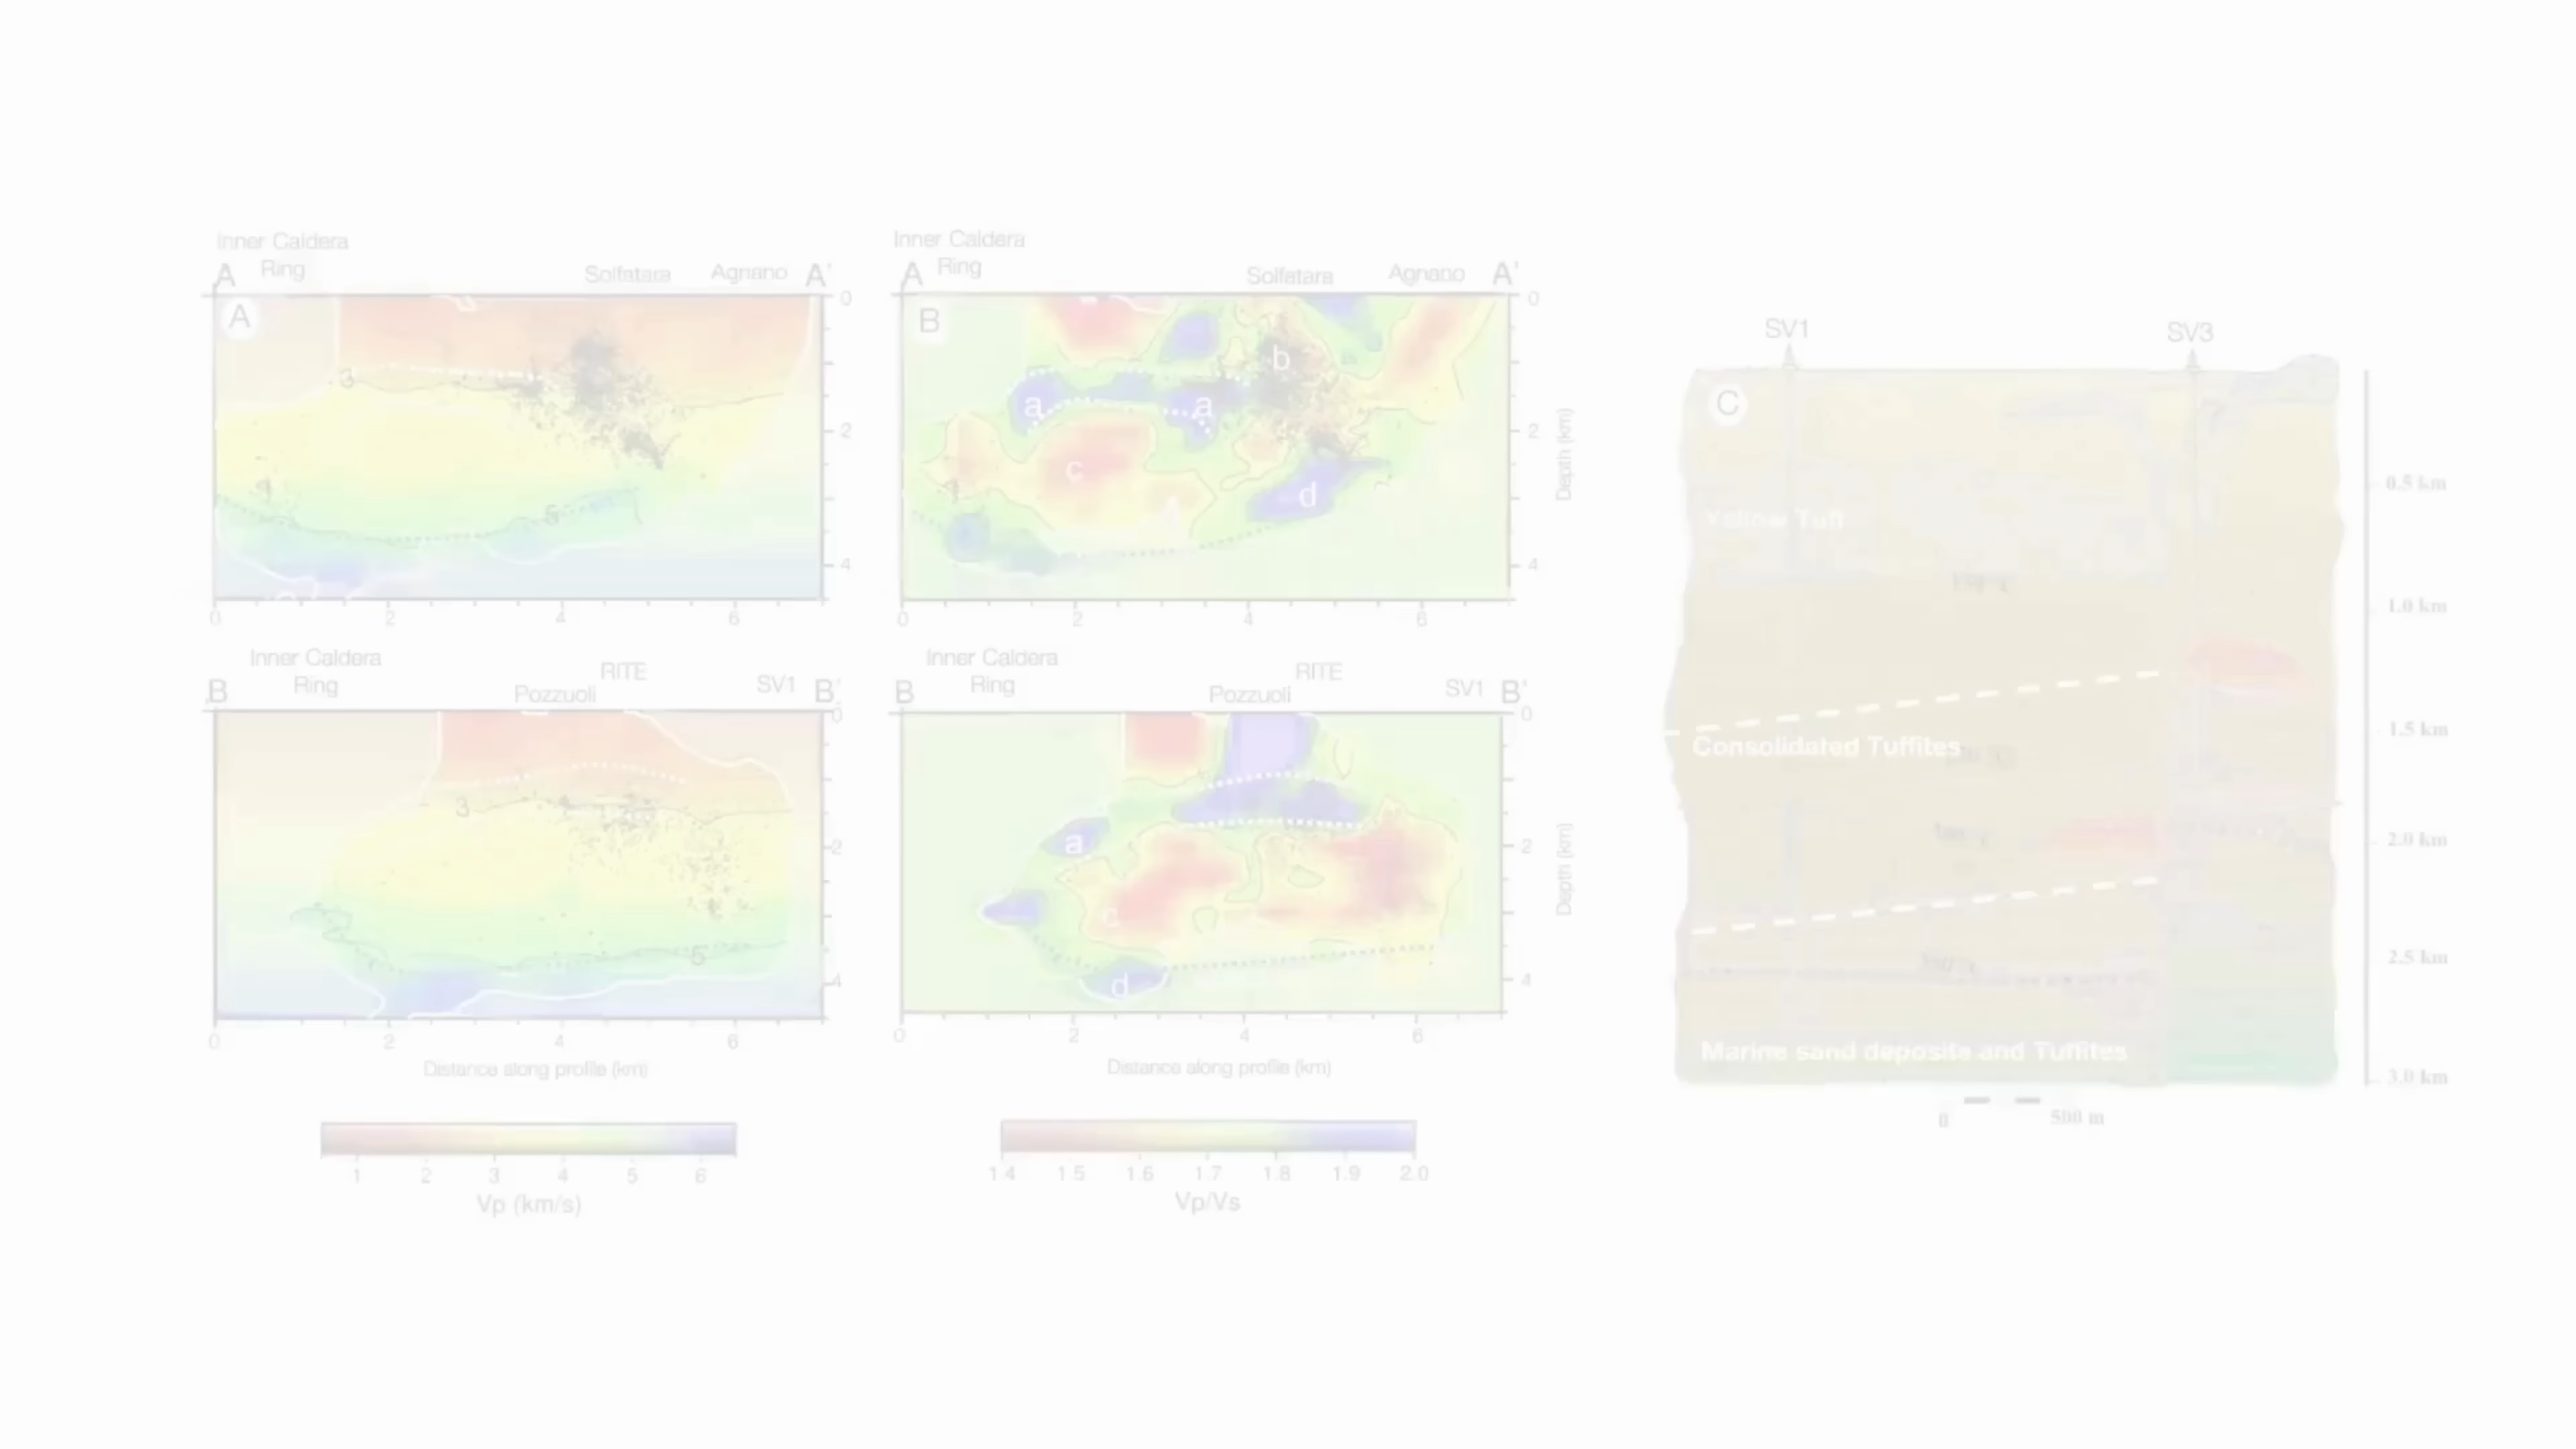 Inner Caldera
Ring
A Solfatara Agnano A'
A
0
3
2
4
5
4
0 2 4 6
Inner Caldera
Ring
A Solfatara Agnano A'
B
0
b
a a
2
c
d
4
0 2 4 6
Depth (km)
Inner Caldera
Ring
RITE
B Pozzuoli SV1 B'
0
3
2
5
4
0 2 4 6
Distance along profile (km)
1 2 3 4 5 6
Vp (km/s)
Inner Caldera
Ring
RITE
B Pozzuoli SV1 B'
0
a
2
c
d
4
0 2 4 6
Depth (km)
Distance along profile (km)
1.4 1.5 1.6 1.7 1.8 1.9 2.0
Vp/Vs
SV1 SV3
C
Yellow Tuff
Consolidated Tuffites
Marine sand deposits and Tuffites
0.5 km
1.0 km
1.5 km
2.0 km
2.5 km
3.0 km
0 500 m